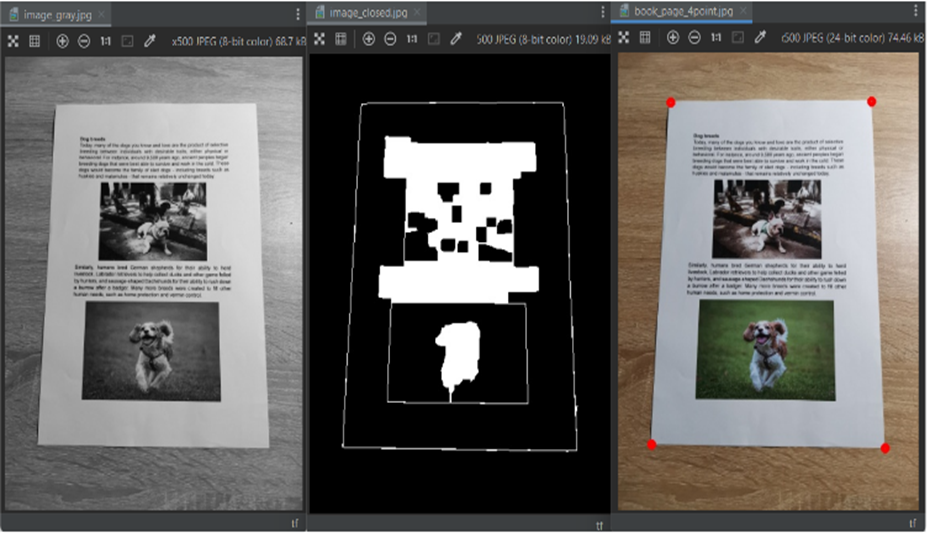 image_gray.jpg
x500 JPEG (8-bit color) 68.7 kB
1:1
Dog breeds
Today, many of the dogs you know and love are the product of selective
breeding between individuals with desirable traits, either physical or
behavioral. For instance, around 9,500 years ago, ancient peoples began
breeding dogs that were best able to survive and work in the cold. These
dogs would become the family of sled dogs - including breeds such as
huskies and malamutes - that remains relatively unchanged today.
Similarly, humans bred German shepherds for their ability to herd
livestock, Labrador retrievers to help collect ducks and other game felled
by hunters, and sausage shaped Dachshunds for their ability to rush down
a burrow after a badger. Many more breeds were created to fill other
human needs, such as home protection and vermin control.
tf
image_closed.jpg
1:1
500 JPEG (8-bit color) 19.09 kB
tf
book_page_4point.jpg
1:1
500 JPEG (24-bit color) 74.46 kB
Dog breeds
Today, many of the dogs you know and love are the product of selective
breeding between individuals with desirable traits, either physical or
behavioral. For instance, around 9,500 years ago, ancient peoples began
breeding dogs that were best able to survive and work in the cold. These
dogs would become the family of sled dogs - including breeds such as
huskies and malamutes - that remains relatively unchanged today.
Similarly, humans bred German shepherds for their ability to herd
livestock, Labrador retrievers to help collect ducks and other game felled
by hunters, and sausage shaped Dachshunds for their ability to rush down
a burrow after a badger. Many more breeds were created to fill other
human needs, such as home protection and vermin control.
tf